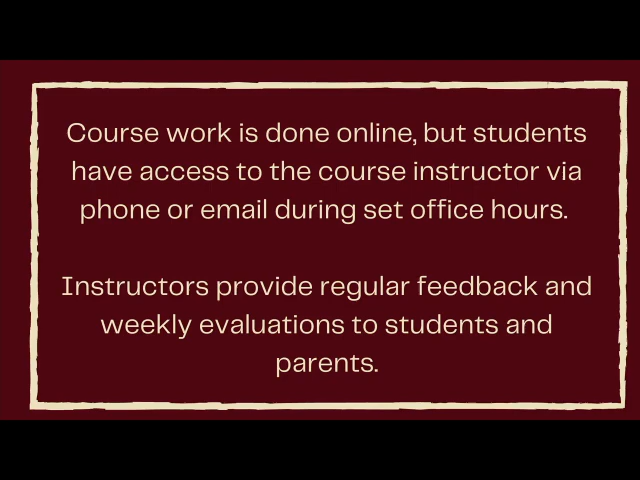 Course work is done online, but students
have access to the course instructor via
phone or email during set office hours.
Instructors provide regular feedback and
weekly evaluations to students and
parents.